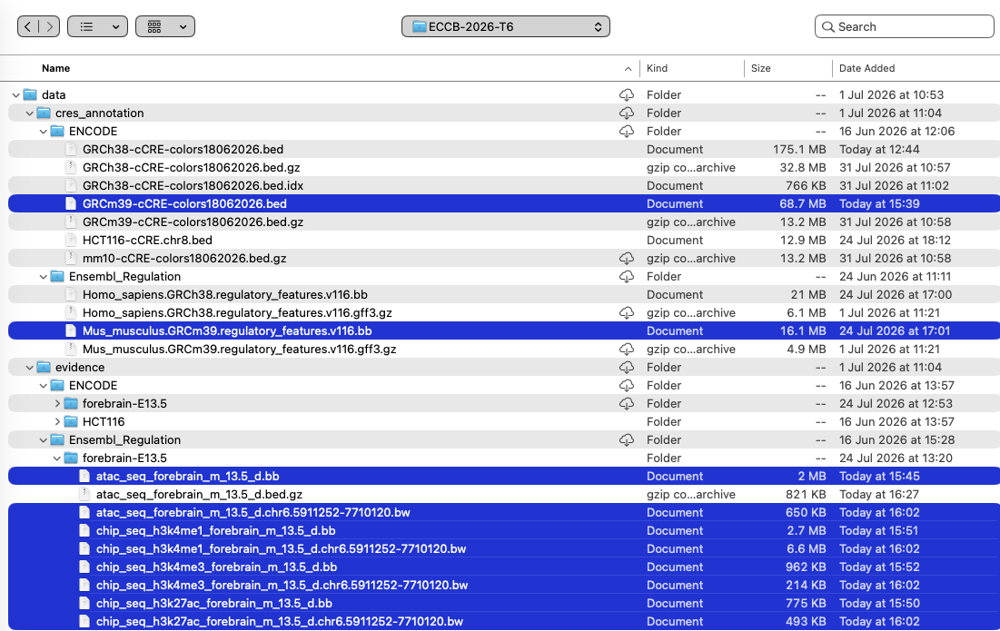 ECCB-2026-T6
Search
Name Kind Size Date Added
data Folder -- 1 Jul 2026 at 10:53
cres_annotation Folder -- 1 Jul 2026 at 11:04
ENCODE Folder -- 16 Jun 2026 at 12:06
GRCh38-cCRE-colors18062026.bed Document 175.1 MB Today at 12:44
GRCh38-cCRE-colors18062026.bed.gz gzip co...archive 32.8 MB 31 Jul 2026 at 10:57
GRCh38-cCRE-colors18062026.bed.idx Document 766 KB 31 Jul 2026 at 11:02
GRCm39-cCRE-colors18062026.bed Document 68.7 MB Today at 15:39
GRCm39-cCRE-colors18062026.bed.gz gzip co...archive 13.2 MB 31 Jul 2026 at 10:58
HCT116-cCRE.chr8.bed Document 12.9 MB 24 Jul 2026 at 18:12
mm10-cCRE-colors18062026.bed.gz gzip co...archive 13.2 MB 31 Jul 2026 at 10:58
Ensembl_Regulation Folder -- 24 Jun 2026 at 11:11
Homo_sapiens.GRCh38.regulatory_features.v116.bb Document 21 MB 24 Jul 2026 at 17:00
Homo_sapiens.GRCh38.regulatory_features.v116.gff3.gz gzip co...archive 6.1 MB 1 Jul 2026 at 11:21
Mus_musculus.GRCm39.regulatory_features.v116.bb Document 16.1 MB 24 Jul 2026 at 17:01
Mus_musculus.GRCm39.regulatory_features.v116.gff3.gz gzip co...archive 4.9 MB 1 Jul 2026 at 11:21
evidence Folder -- 1 Jul 2026 at 11:04
ENCODE Folder -- 16 Jun 2026 at 13:57
forebrain-E13.5 Folder -- 24 Jul 2026 at 12:53
HCT116 Folder -- 16 Jun 2026 at 13:57
Ensembl_Regulation Folder -- 16 Jun 2026 at 15:28
forebrain-E13.5 Folder -- 24 Jul 2026 at 13:20
atac_seq_forebrain_m_13.5_d.bb Document 2 MB Today at 15:45
atac_seq_forebrain_m_13.5_d.bed.gz gzip co...archive 821 KB Today at 16:27
atac_seq_forebrain_m_13.5_d.chr6.5911252-7710120.bw Document 650 KB Today at 16:02
chip_seq_h3k4me1_forebrain_m_13.5_d.bb Document 2.7 MB Today at 15:51
chip_seq_h3k4me1_forebrain_m_13.5_d.chr6.5911252-7710120.bw Document 6.6 MB Today at 16:02
chip_seq_h3k4me3_forebrain_m_13.5_d.bb Document 962 KB Today at 15:52
chip_seq_h3k4me3_forebrain_m_13.5_d.chr6.5911252-7710120.bw Document 214 KB Today at 16:02
chip_seq_h3k27ac_forebrain_m_13.5_d.bb Document 775 KB Today at 15:50
chip_seq_h3k27ac_forebrain_m_13.5_d.chr6.5911252-7710120.bw Document 493 KB Today at 16:02